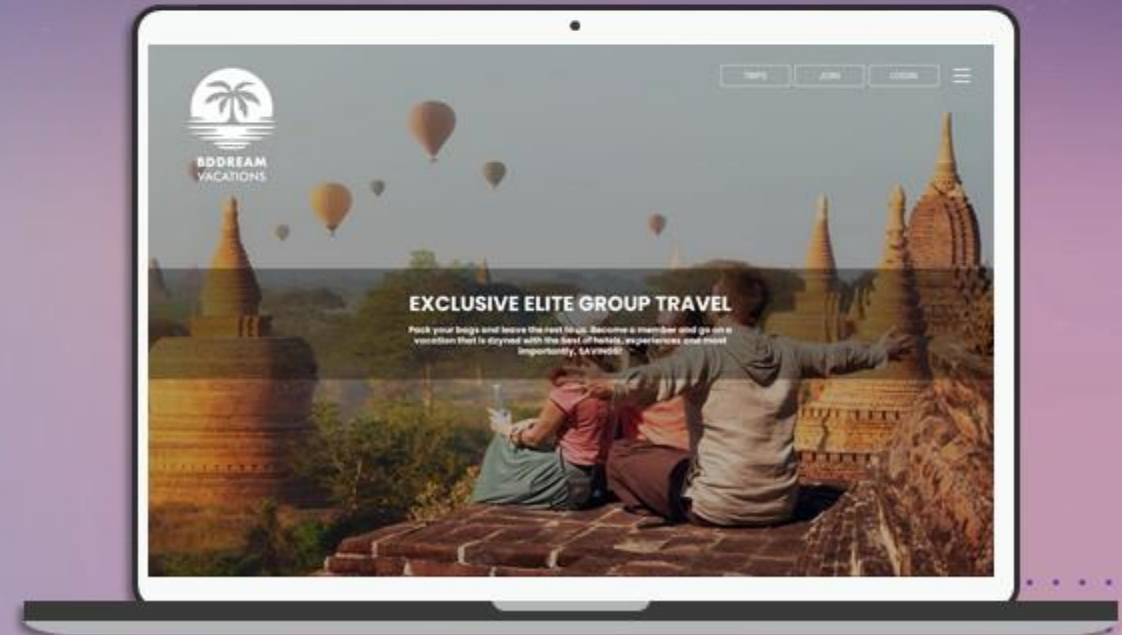 TRIPS
JOIN
LOGIN
BDDREAM
VACATIONS
EXCLUSIVE ELITE GROUP TRAVEL
Pack your bags and leave the rest to us. Become a member and go on a
vacation that is dzyned with the best of hotels, experiences and most
importantly, SAVINGS!